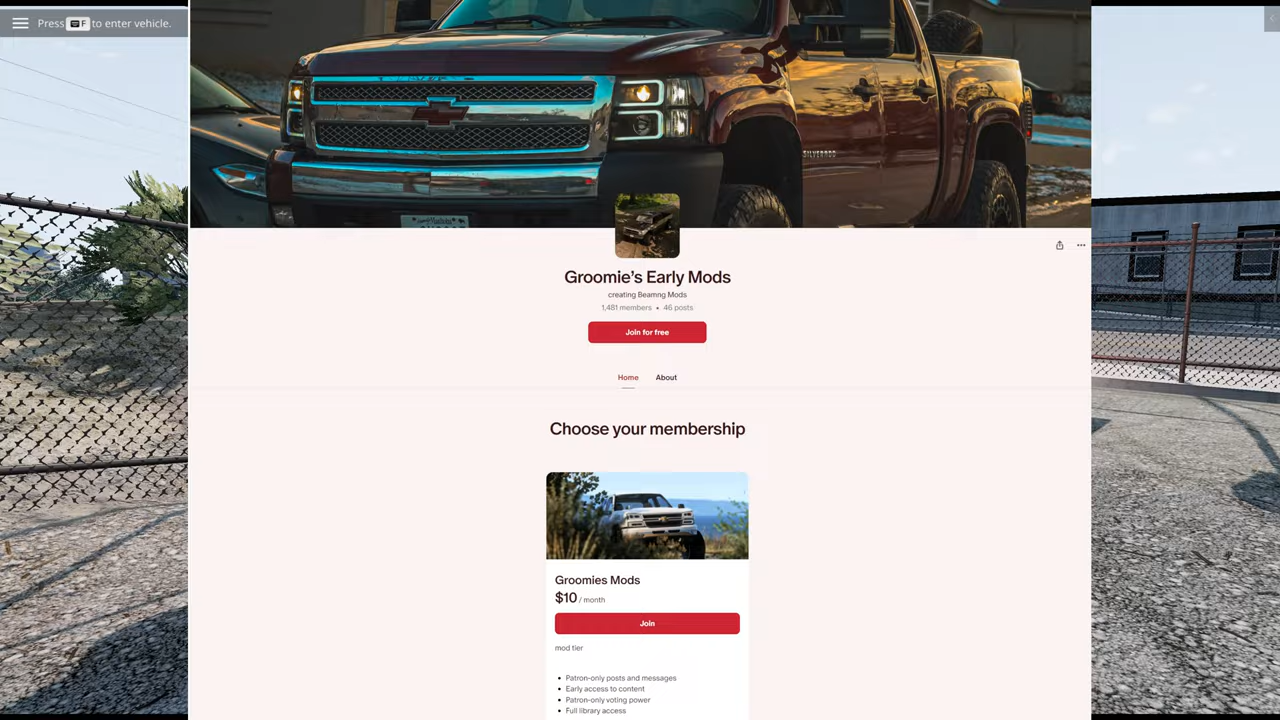 Press F to enter vehicle.
SILVERADO
Groomie's Early Mods
creating Beamng Mods
1,481 members • 46 posts
Join for free
Home About
Choose your membership
Groomies Mods
$10 / month
Join
mod tier
• Patron-only posts and messages
• Early access to content
• Patron-only voting power
• Full library access